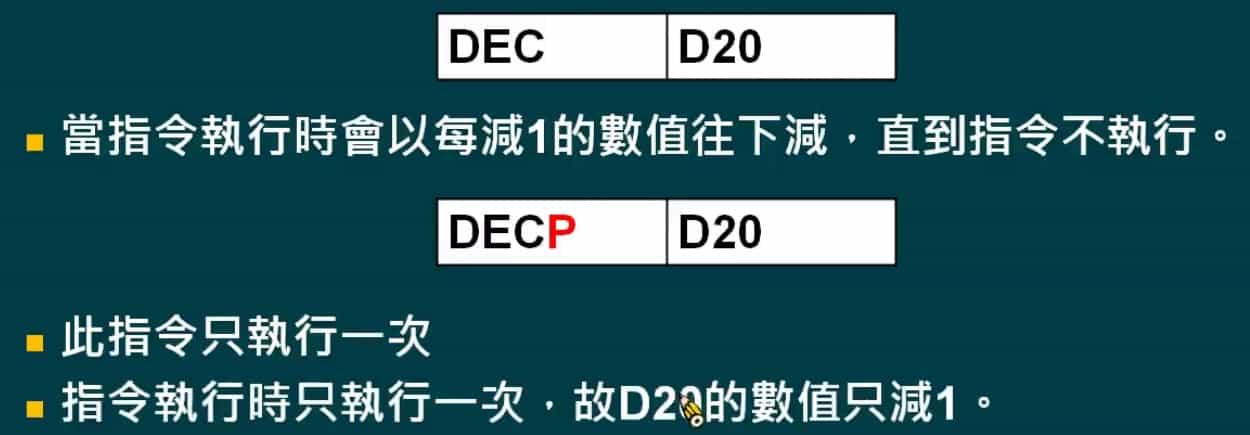 DEC D20
當指令執行時會以每減1的數值往下減，直到指令不執行。
DECP D20
此指令只執行一次
指令執行時只執行一次，故D20的數值只減1。